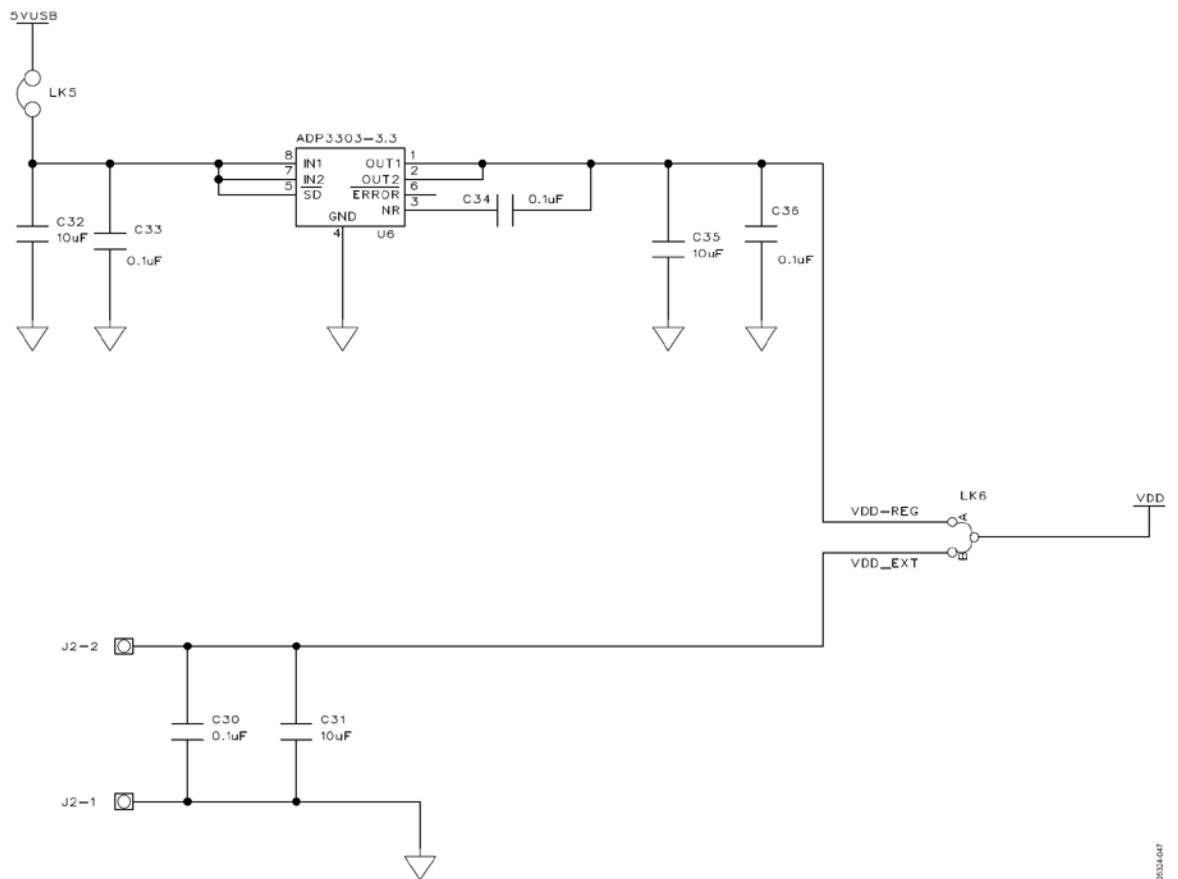 5VUSB
LK5
ADP3303-3.3
8 IN1 OUT1 1
7 IN2 OUT2 2
5 SD ERROR 6
NR 3
GND
4 U6
C32
10uF
C33
0.1uF
C34 0.1uF
C35
10uF
C36
0.1uF
LK6
VDD-REG A
VDD
VDD_EXT B
J2-2
C30
0.1uF
C31
10uF
J2-1
05324-047